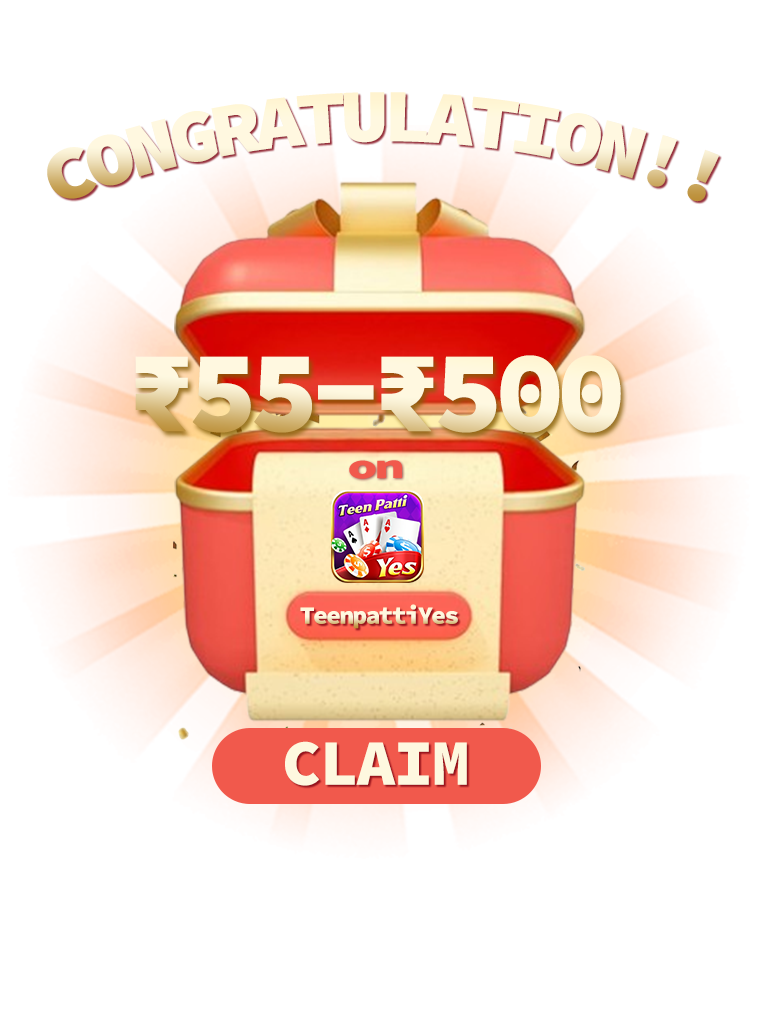 CONGRATULATION!!
₹55–₹500
on
Teen Patti
Yes
TeenpattiYes
CLAIM